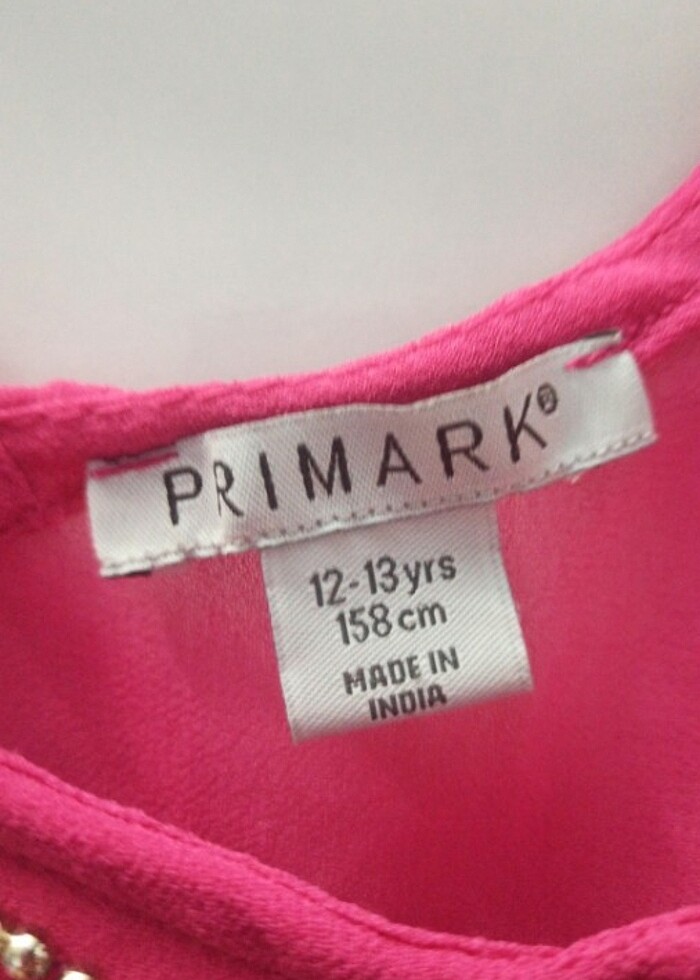 PRIMARK®
12-13yrs
158cm
MADE IN
INDIA